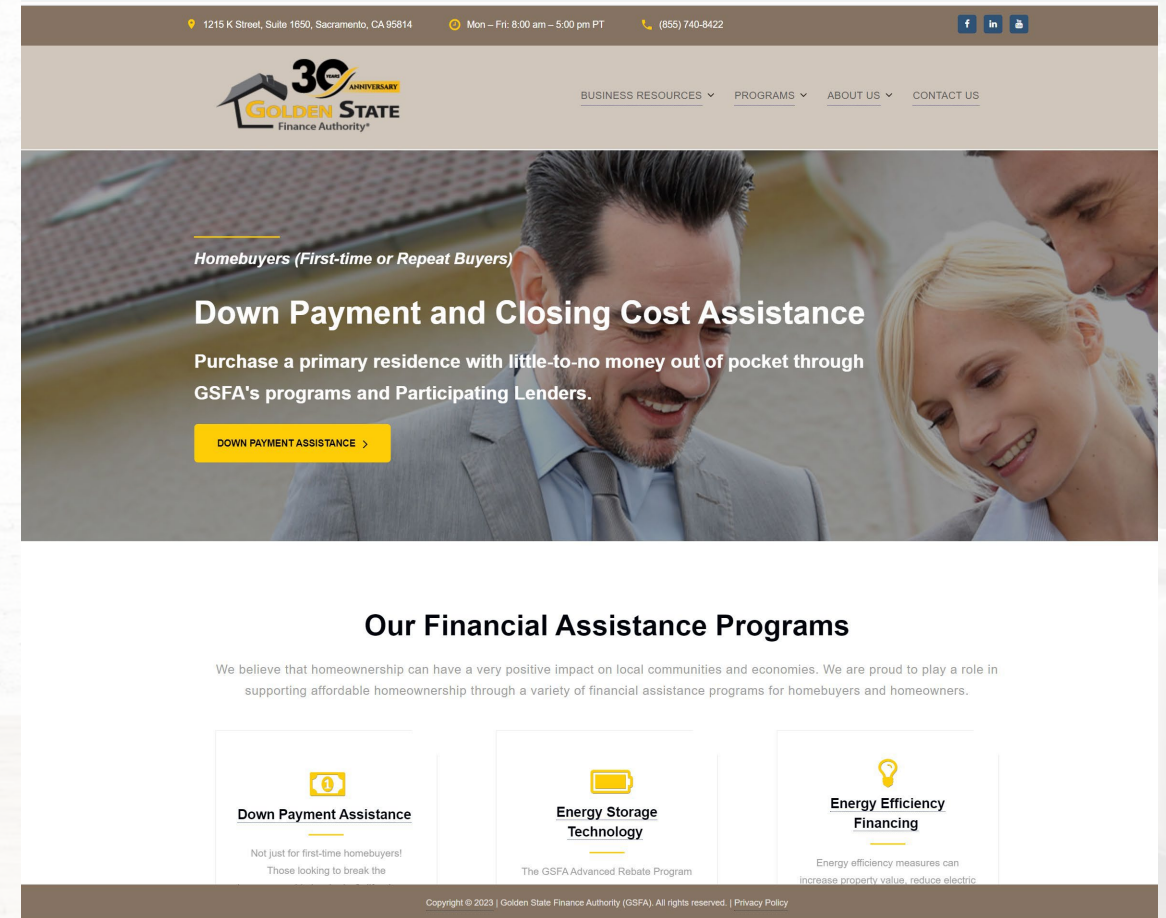 1215 K Street, Suite 1650, Sacramento, CA 95814
Mon – Fri: 8:00 am – 5:00 pm PT
(855) 740-8422
f in You Tube
30 YEARS ANNIVERSARY
GOLDEN STATE
Finance Authority®
BUSINESS RESOURCES PROGRAMS ABOUT US CONTACT US
Homebuyers (First-time or Repeat Buyers)
Down Payment and Closing Cost Assistance
Purchase a primary residence with little-to-no money out of pocket through
GSFA's programs and Participating Lenders.
DOWN PAYMENT ASSISTANCE
Our Financial Assistance Programs
We believe that homeownership can have a very positive impact on local communities and economies. We are proud to play a role in
supporting affordable homeownership through a variety of financial assistance programs for homebuyers and homeowners.
1
Down Payment Assistance
Not just for first-time homebuyers!
Those looking to break the
Energy Storage
Technology
The GSFA Advanced Rebate Program
Energy Efficiency
Financing
Energy efficiency measures can
increase property value, reduce electric
Copyright © 2023 | Golden State Finance Authority (GSFA). All rights reserved. | Privacy Policy